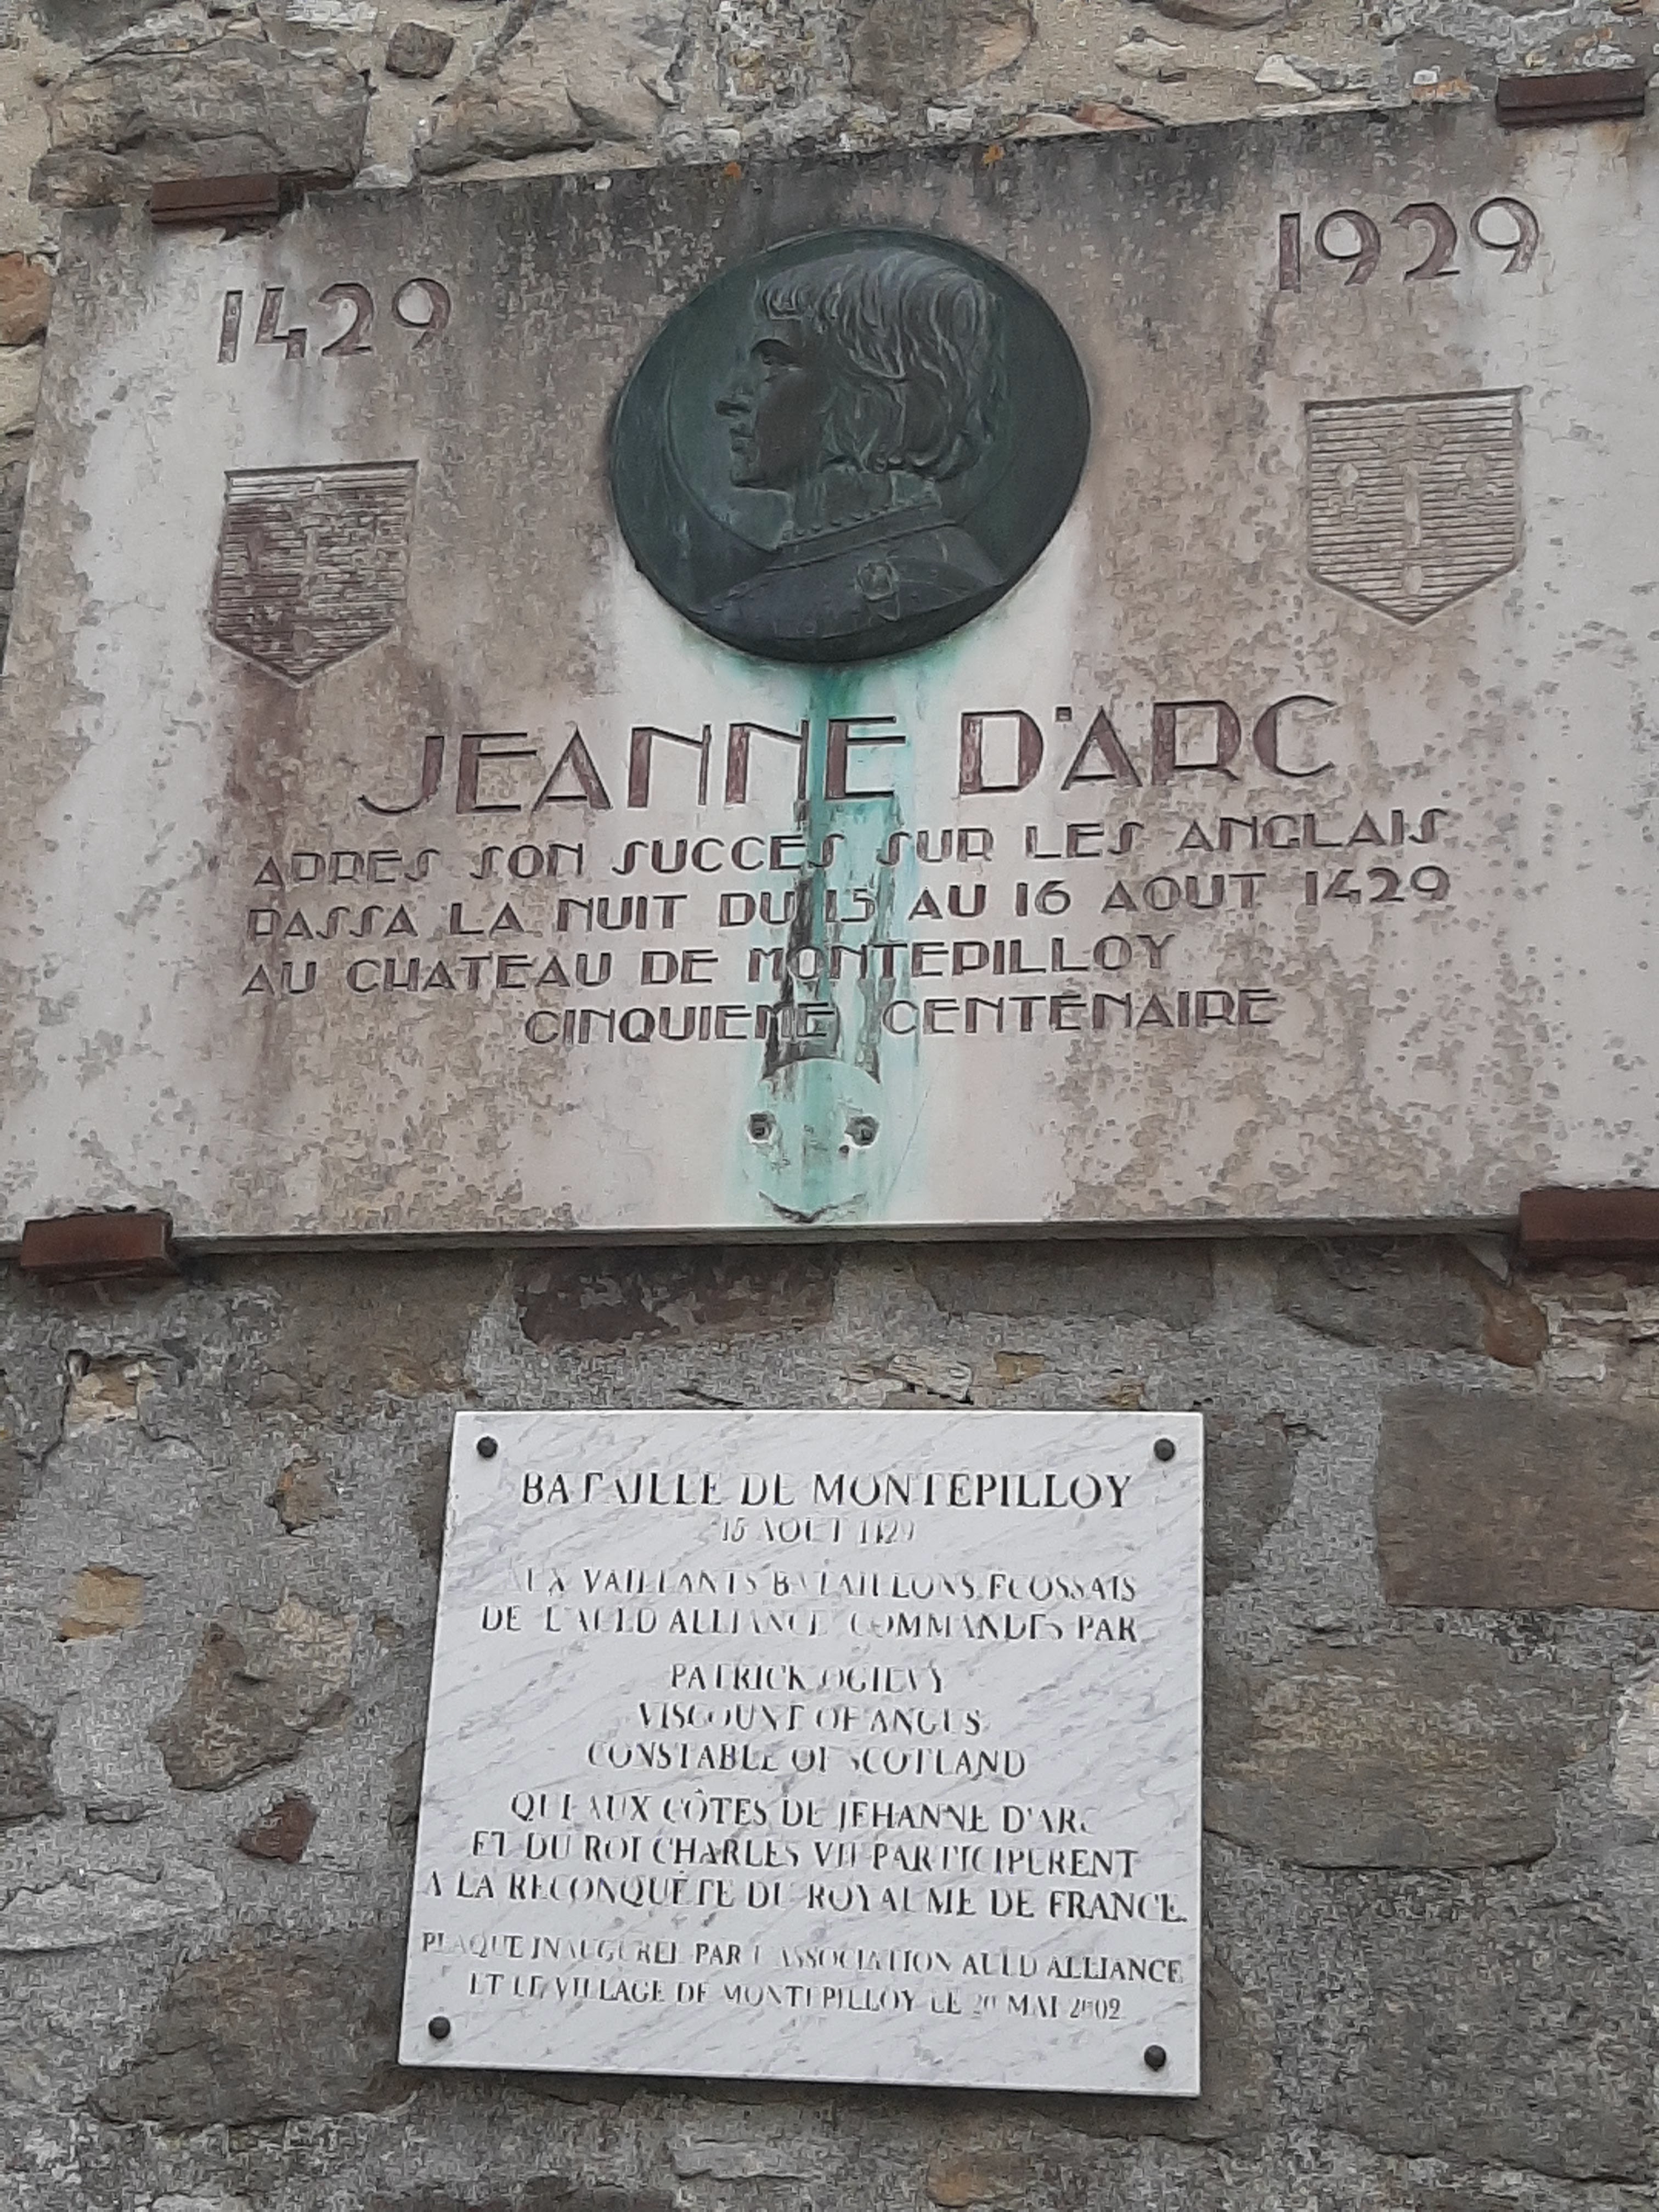 1429
1929
JEANNE D'ARC
APRES SON SUCCES SUR LES ANGLAIS
PASSA LA NUIT DU 15 AU 16 AOUT 1429
AU CHATEAU DE MONTEPILLOY
CINQUIEME CENTENAIRE
BATAILLE DE MONTEPILLOY
15 AOUT 1429
AUX VAILLANTS BATAILLONS ECOSSAIS
DE L'AULD ALLIANCE COMMANDES PAR
PATRICK OGILVY
VISCOUNT OF ANGUS
CONSTABLE OF SCOTLAND
QUI AUX CÔTES DE JEHANNE D'ARC
ET DU ROI CHARLES VII PARTICIPERENT
A LA RECONQUÊTE DU ROYAUME DE FRANCE.
PLAQUE INAUGUREE PAR L'ASSOCIATION AULD ALLIANCE
ET LE VILLAGE DE MONTEPILLOY LE 20 MAI 2002